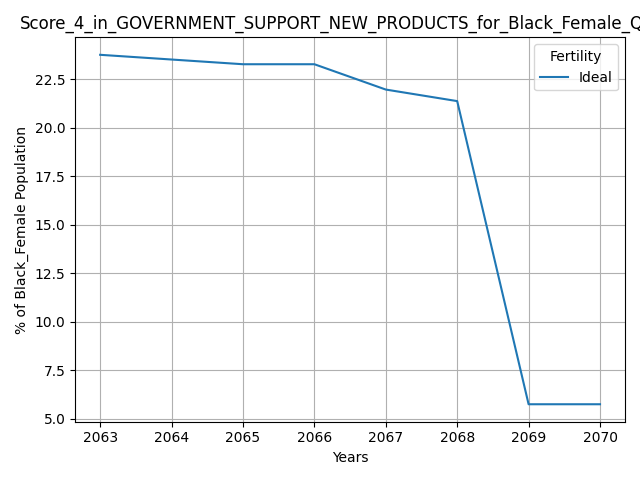 Score_4_in_GOVERNMENT_SUPPORT_NEW_PRODUCTS_for_Black_Female_Q
Fertility
Ideal
% of Black_Female Population
22.5
20.0
17.5
15.0
12.5
10.0
7.5
5.0
2063 2064 2065 2066 2067 2068 2069 2070
Years